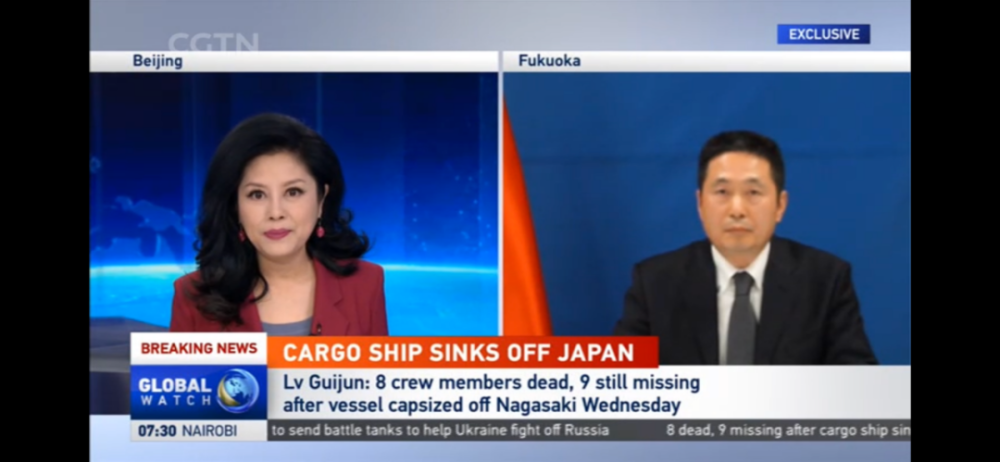 CGTN
EXCLUSIVE
Beijing
Fukuoka
BREAKING NEWS
CARGO SHIP SINKS OFF JAPAN
GLOBAL
WATCH
Lv Guijun: 8 crew members dead, 9 still missing
after vessel capsized off Nagasaki Wednesday
07:30 NAIROBI
to send battle tanks to help Ukraine fight off Russia
8 dead, 9 missing after cargo ship sin